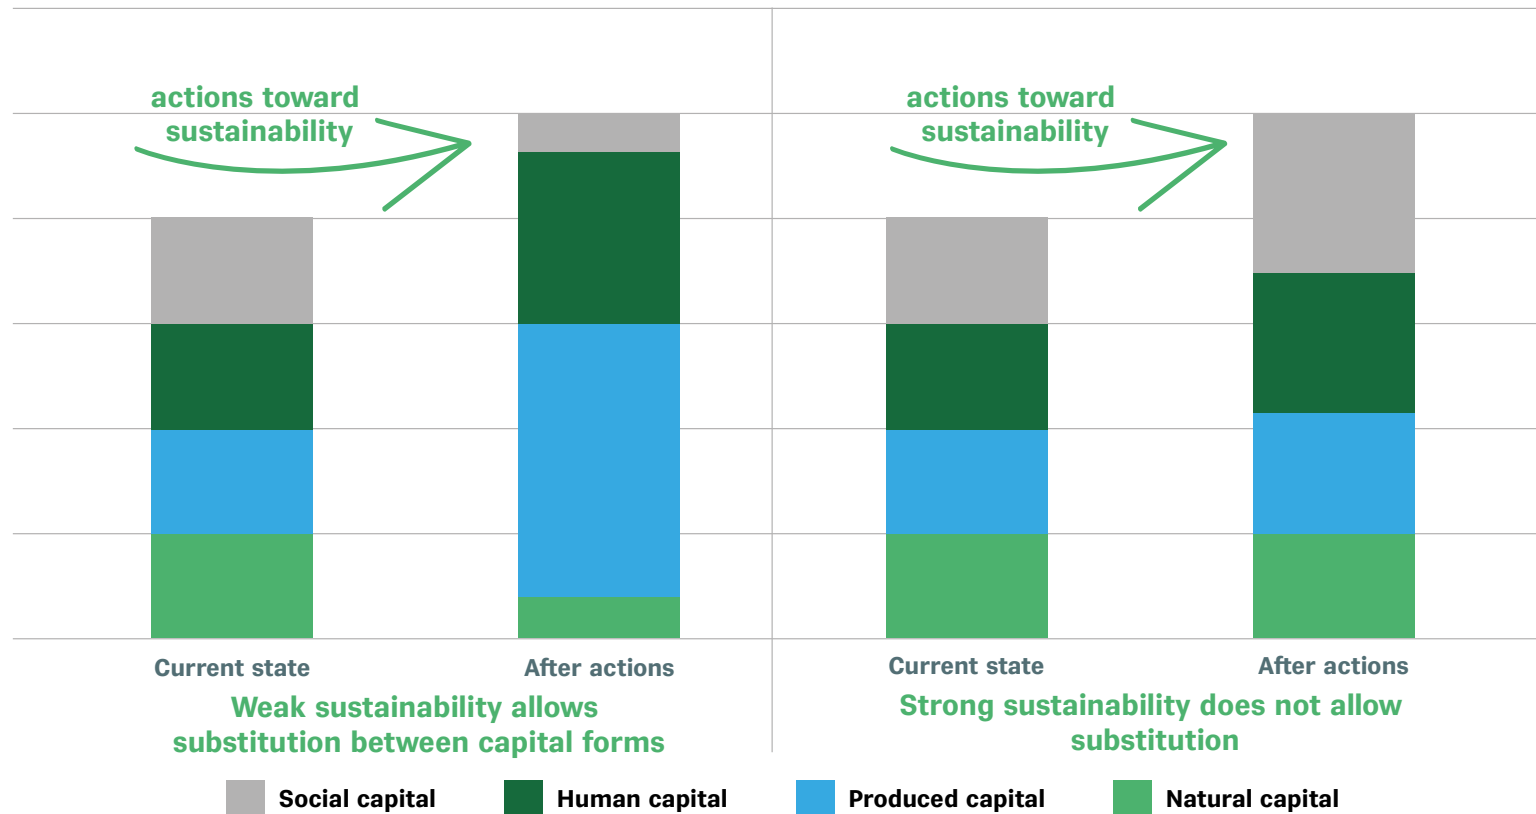 actions toward
sustainability
actions toward
sustainability
Current state
After actions
Current state
After actions
Weak sustainability allows
substitution between capital forms
Strong sustainability does not allow
substitution
Social capital
Human capital
Produced capital
Natural capital